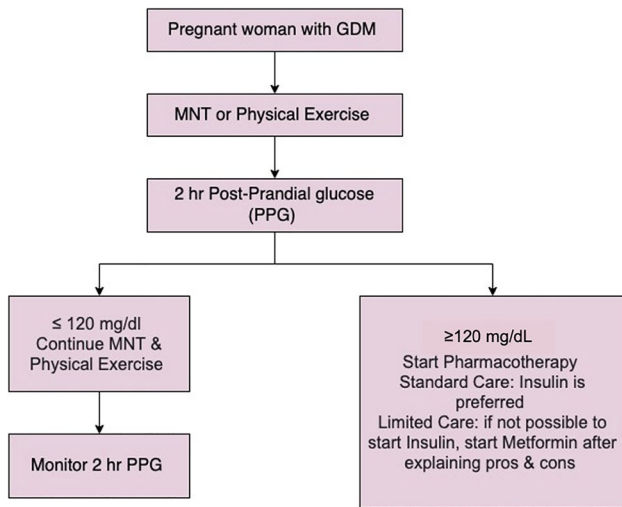 Pregnant woman with GDM
MNT or Physical Exercise
2 hr Post-Prandial glucose
(PPG)
≤ 120 mg/dl
Continue MNT &
Physical Exercise
Monitor 2 hr PPG
≥120 mg/dL
Start Pharmacotherapy
Standard Care: Insulin is
preferred
Limited Care: if not possible to
start Insulin, start Metformin after
explaining pros & cons